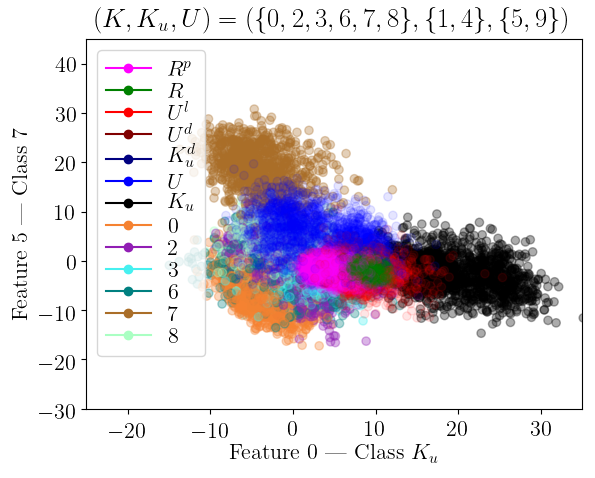 (K, K_u, U) = ({0, 2, 3, 6, 7, 8}, {1, 4}, {5, 9})
R^p
R
U^l
U^d
K_u^d
U
K_u
0
2
3
6
7
8
40
30
20
10
0
−10
−20
−30
Feature 5 — Class 7
−20
−10
0
10
20
30
Feature 0 — Class K_u